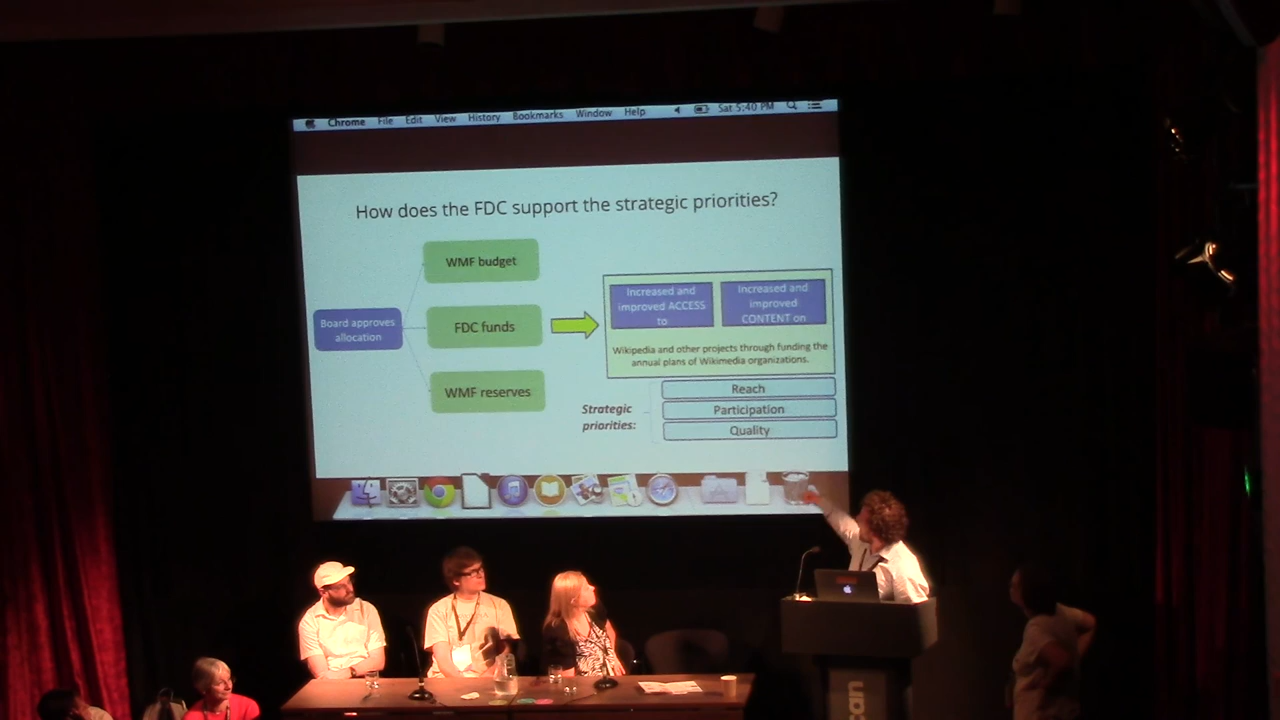 Chrome File Edit View History Bookmarks Window Help Sat 5:40 PM
How does the FDC support the strategic priorities?
WMF budget
Board approves
allocation
FDC funds
WMF reserves
Increased and
improved ACCESS
to
Increased and
improved
CONTENT on
Wikipedia and other projects through funding the
annual plans of Wikimedia organizations.
Strategic
priorities:
Reach
Participation
Quality
can